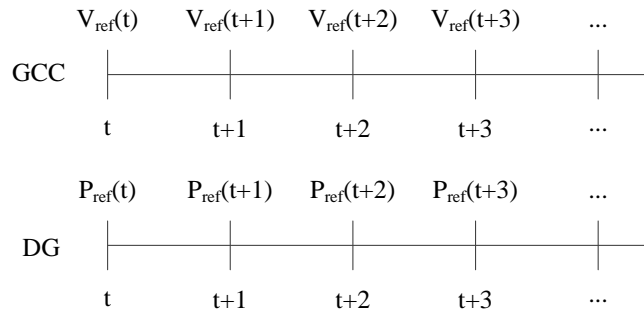 V_ref(t) V_ref(t+1) V_ref(t+2) V_ref(t+3) ...
GCC
t t+1 t+2 t+3 ...
P_ref(t) P_ref(t+1) P_ref(t+2) P_ref(t+3) ...
DG
t t+1 t+2 t+3 ...